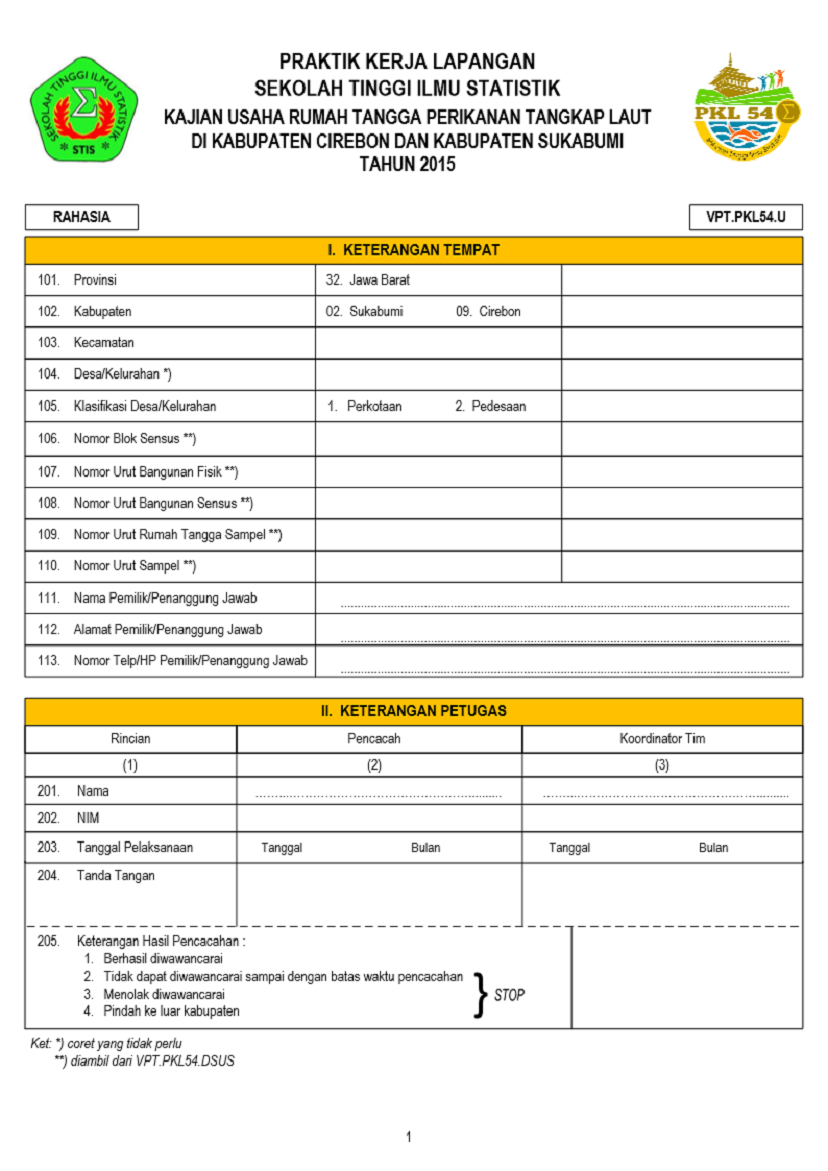 PRAKTIK KERJA LAPANGAN
SEKOLAH TINGGI ILMU STATISTIK
KAJIAN USAHA RUMAH TANGGA PERIKANAN TANGKAP LAUT
DI KABUPATEN CIREBON DAN KABUPATEN SUKABUMI
TAHUN 2015
SEKOLAH TINGGI ILMU STATISTIK
* STIS *
PKL 54
RAHASIA
VPT.PKL54.U
I. KETERANGAN TEMPAT
101. Provinsi 32. Jawa Barat
102. Kabupaten 02. Sukabumi 09. Cirebon
103. Kecamatan
104. Desa/Kelurahan *)
105. Klasifikasi Desa/Kelurahan 1. Perkotaan 2. Pedesaan
106. Nomor Blok Sensus **)
107. Nomor Urut Bangunan Fisik **)
108. Nomor Urut Bangunan Sensus **)
109. Nomor Urut Rumah Tangga Sampel **)
110. Nomor Urut Sampel **)
111. Nama Pemilik/Penanggung Jawab
112. Alamat Pemilik/Penanggung Jawab
113. Nomor Telp/HP Pemilik/Penanggung Jawab
II. KETERANGAN PETUGAS
Rincian Pencacah Koordinator Tim
(1) (2) (3)
201. Nama
202. NIM
203. Tanggal Pelaksanaan Tanggal Bulan Tanggal Bulan
204. Tanda Tangan
205. Keterangan Hasil Pencacahan :
1. Berhasil diwawancarai
2. Tidak dapat diwawancarai sampai dengan batas waktu pencacahan
3. Menolak diwawancarai } STOP
4. Pindah ke luar kabupaten
Ket: *) coret yang tidak perlu
**) diambil dari VPT.PKL54.DSUS
1